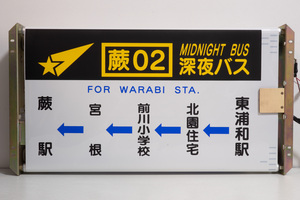 蕨02
MIDNIGHT BUS
深夜バス
FOR WARABI STA.
東浦和駅
北園住宅
前川小学校
宮根
蕨駅